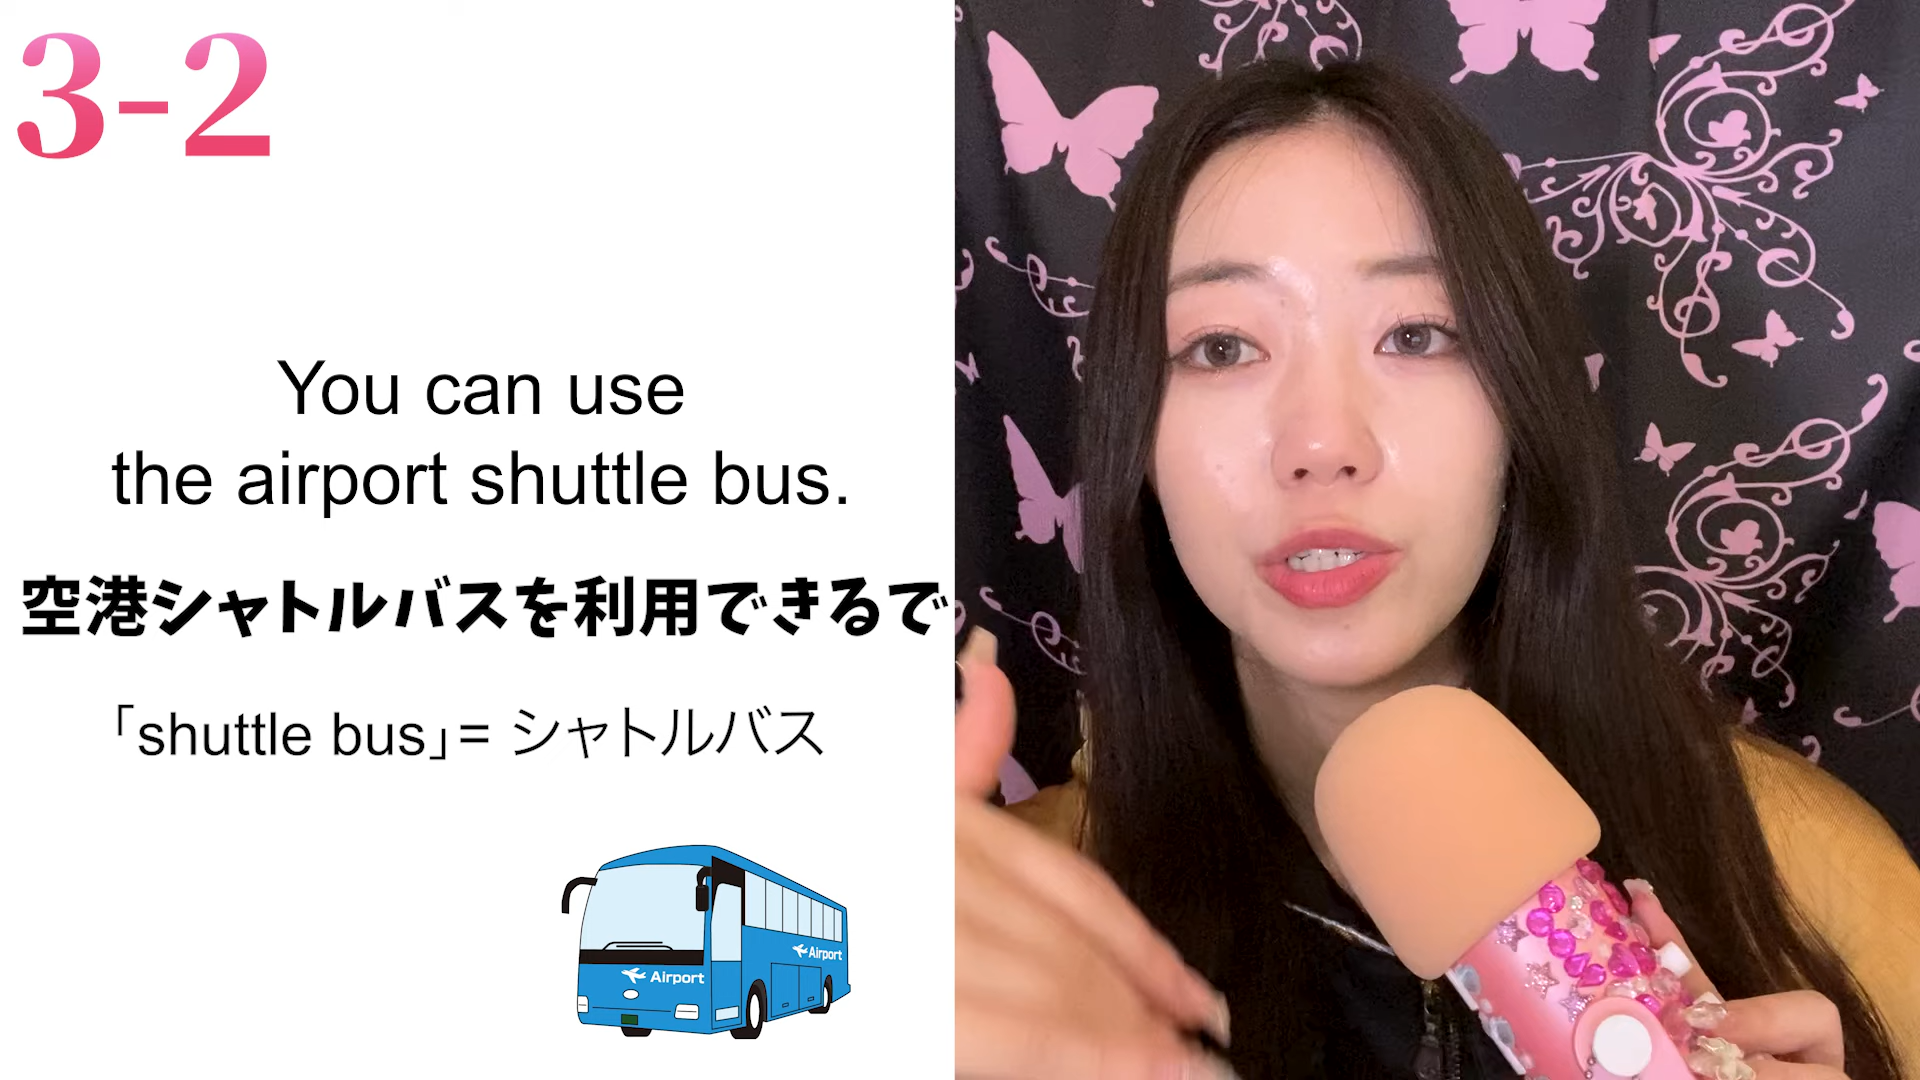 3-2
You can use
the airport shuttle bus.
空港シャトルバスを利用できるで
「shuttle bus」= シャトルバス
Airport
Airport